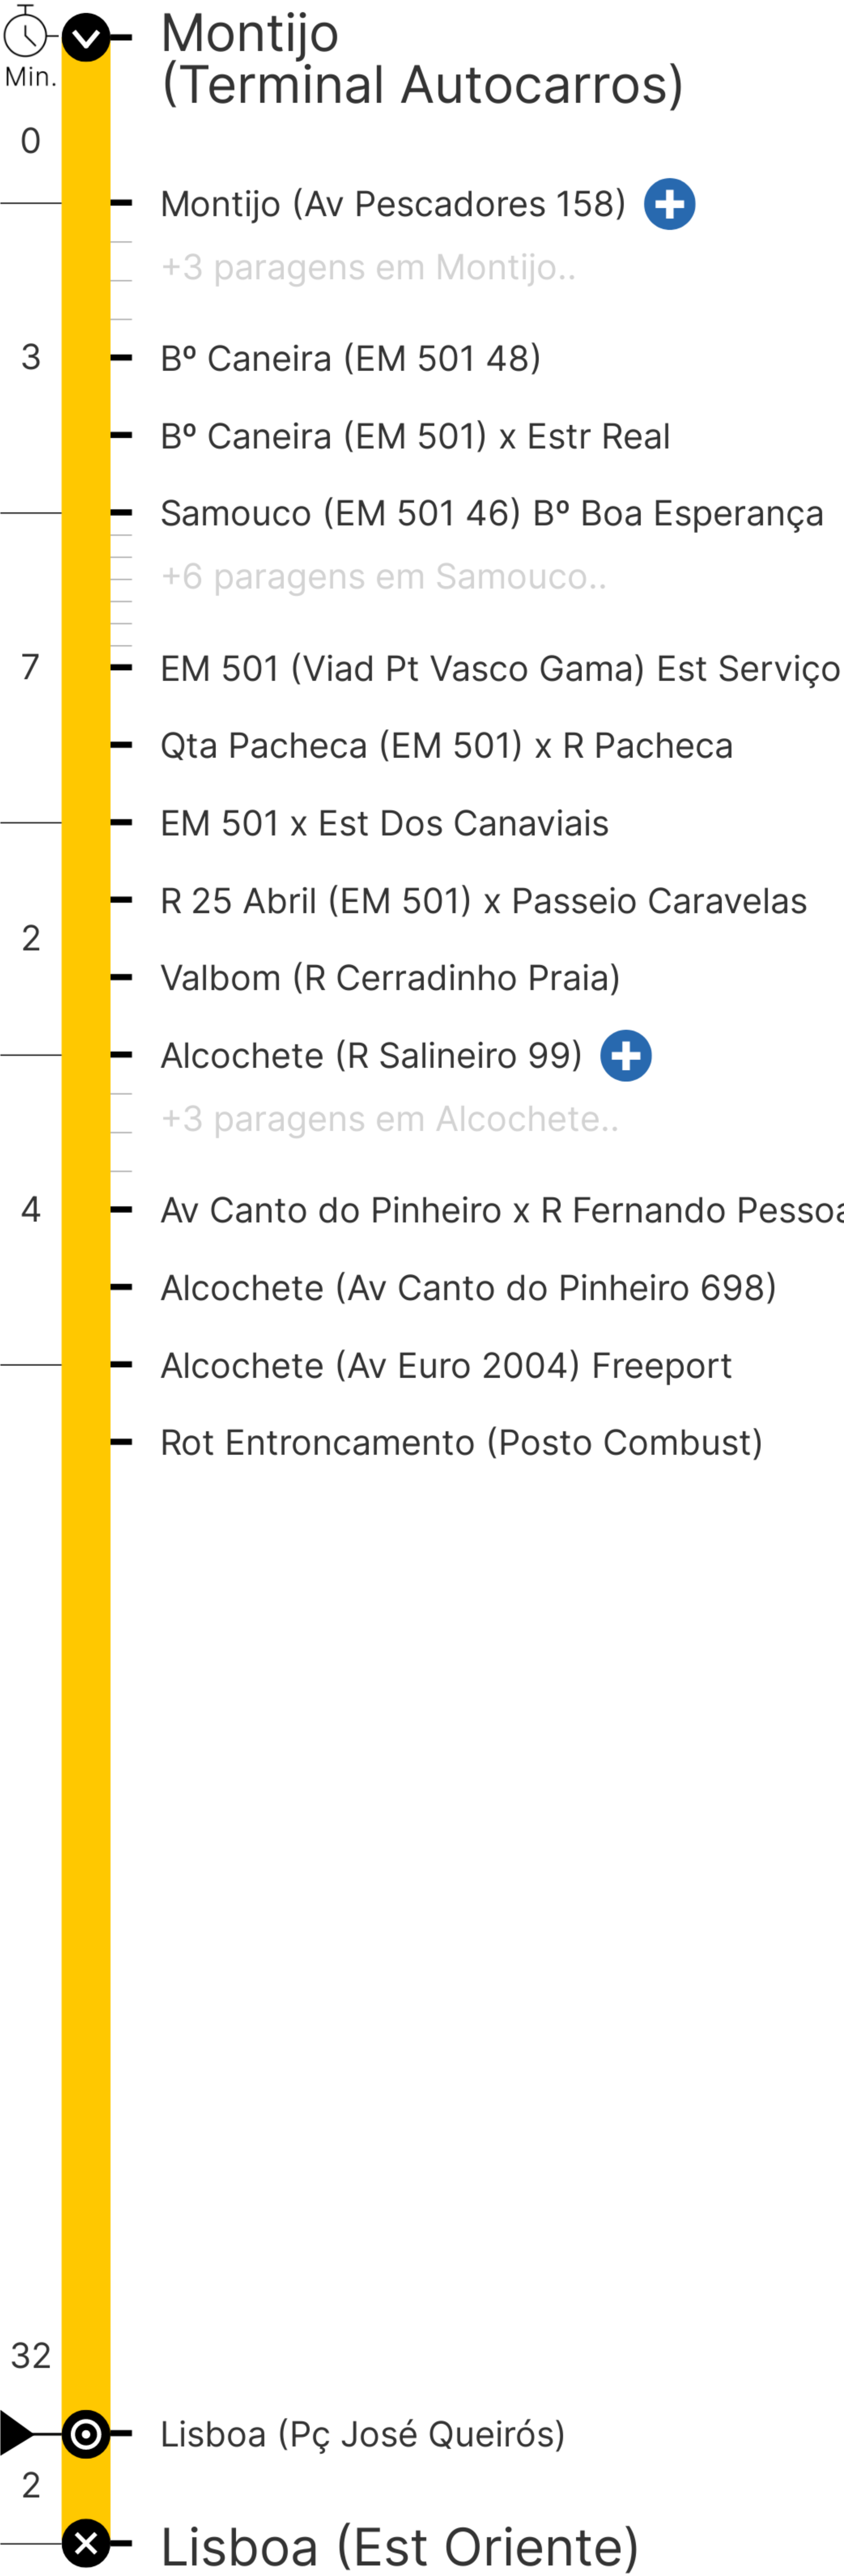 Montijo
(Terminal Autocarros)
Min.
0
Montijo (Av Pescadores 158)
+3 paragens em Montijo..
3
Bº Caneira (EM 501 48)
Bº Caneira (EM 501) x Estr Real
Samouco (EM 501 46) Bº Boa Esperança
+6 paragens em Samouco..
7
EM 501 (Viad Pt Vasco Gama) Est Serviço
Qta Pacheca (EM 501) x R Pacheca
EM 501 x Est Dos Canaviais
R 25 Abril (EM 501) x Passeio Caravelas
2
Valbom (R Cerradinho Praia)
Alcochete (R Salineiro 99)
+3 paragens em Alcochete..
4
Av Canto do Pinheiro x R Fernando Pessoa
Alcochete (Av Canto do Pinheiro 698)
Alcochete (Av Euro 2004) Freeport
Rot Entroncamento (Posto Combust)
32
Lisboa (Pç José Queirós)
2
Lisboa (Est Oriente)